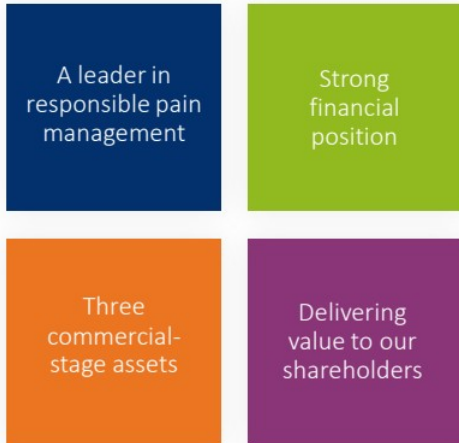 A leader in
responsible pain
management
Strong
financial
position
Three
commercial-
stage assets
Delivering
value to our
shareholders